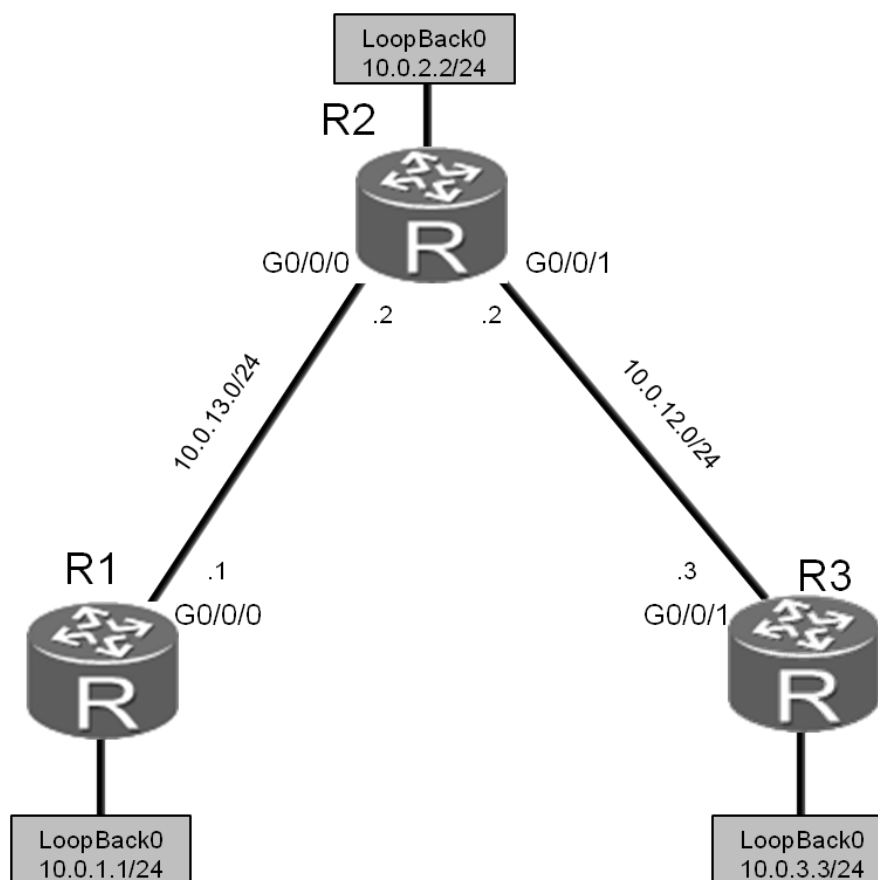 LoopBack0
10.0.2.2/24
R2
R
G0/0/0
G0/0/1
.2
.2
10.0.13.0/24
10.0.12.0/24
R1
.1
.3
R3
G0/0/0
G0/0/1
R
R
LoopBack0
10.0.1.1/24
LoopBack0
10.0.3.3/24